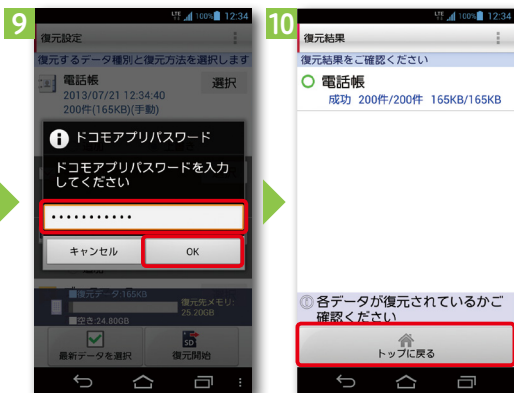 9
LTE 100% 12:34
復元設定
復元するデータ種別と復元方法を選択します
電話帳
選択
2013/07/21 12:34:40
200件(165KB)(手動)
ドコモアプリパスワード
ドコモアプリパスワードを入力
してください
•••••••••••
キャンセル
OK
復元データ:165KB
復元先メモリ:
25.20GB
空き:24.80GB
最新データを選択
SD
復元開始
10
LTE 100% 12:34
復元結果
復元結果をご確認ください
電話帳
成功 200件/200件 165KB/165KB
各データが復元されているかご
確認ください
トップに戻る